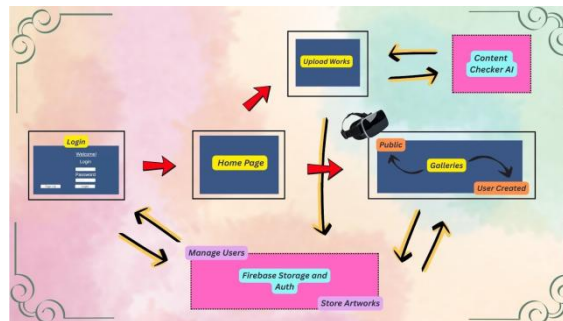 Upload Works
Content
Checker AI
Login
Welcome!
Login
Password
Home Page
Public
Galleries
User Created
Manage Users
Firebase Storage and
Auth
Store Artworks